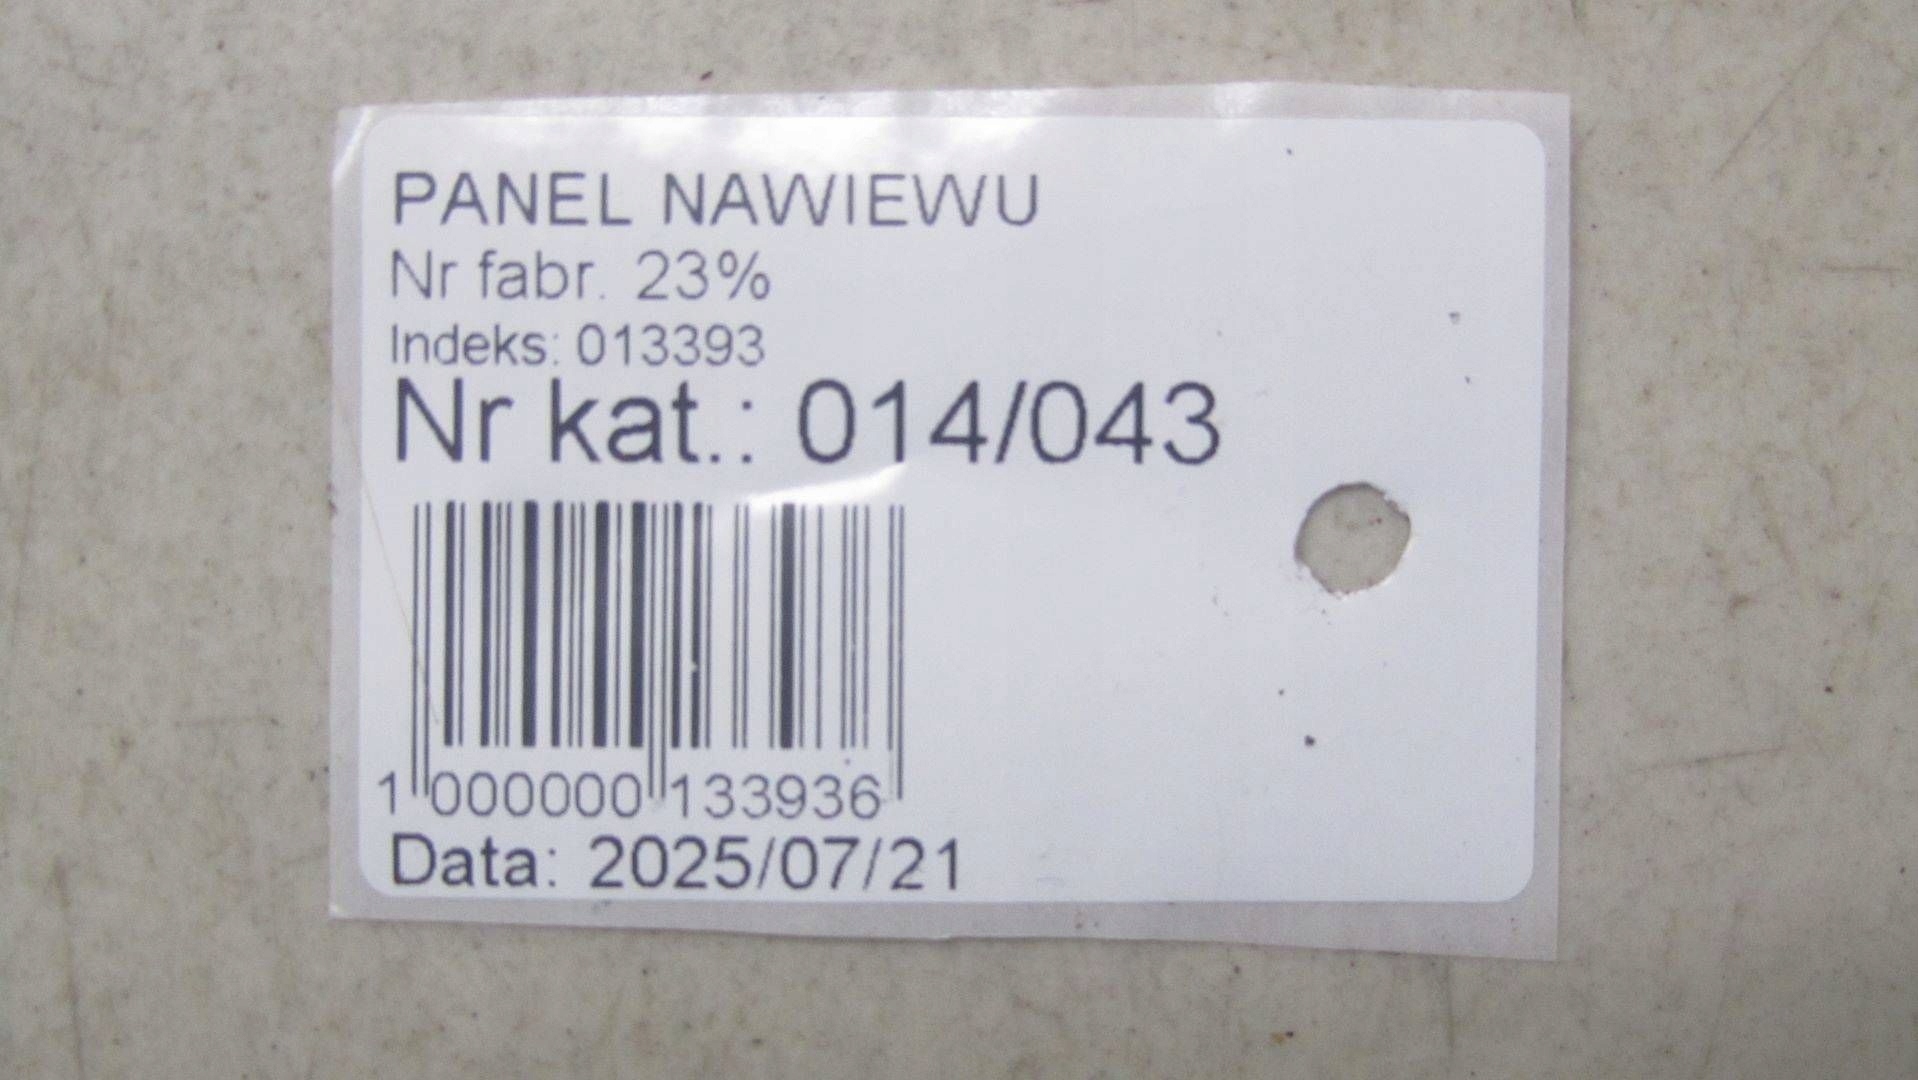 PANEL NAWIEWU
Nr fabr. 23%
Indeks: 013393
Nr kat.: 014/043
1 000000 133936
Data: 2025/07/21